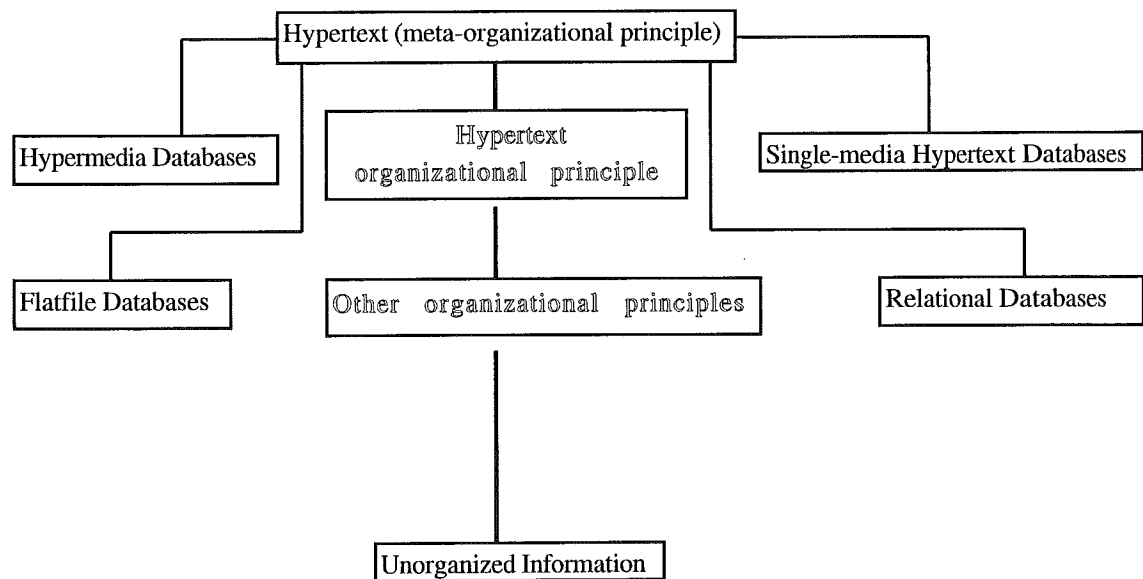 Hypertext (meta-organizational principle)
Hypermedia Databases
Hypertext
organizational principle
Single-media Hypertext Databases
Flatfile Databases
Other organizational principles
Relational Databases
Unorganized Information